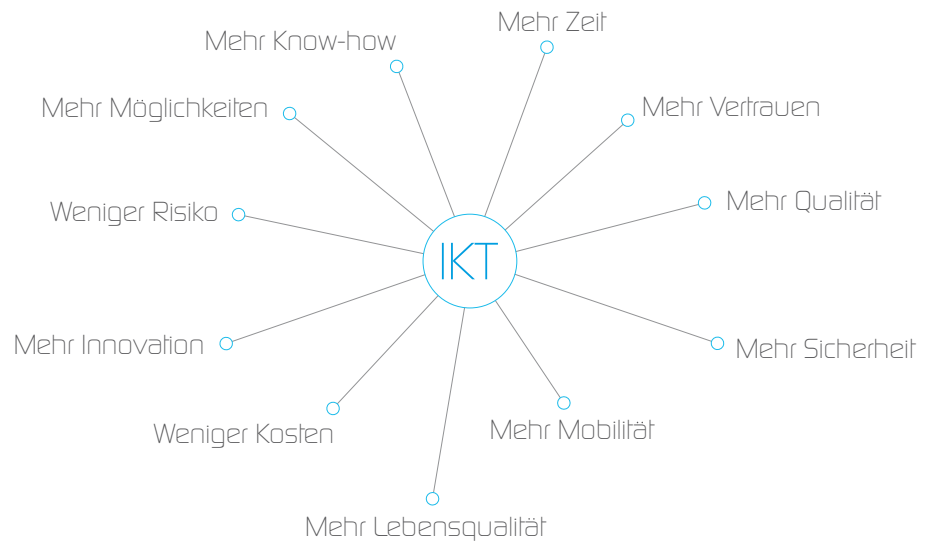 Mehr Zeit
Mehr Know-how
Mehr Möglichkeiten
Mehr Vertrauen
Mehr Qualität
Weniger Risiko
IKT
Mehr Innovation
Mehr Sicherheit
Weniger Kosten
Mehr Mobilität
Mehr Lebensqualität